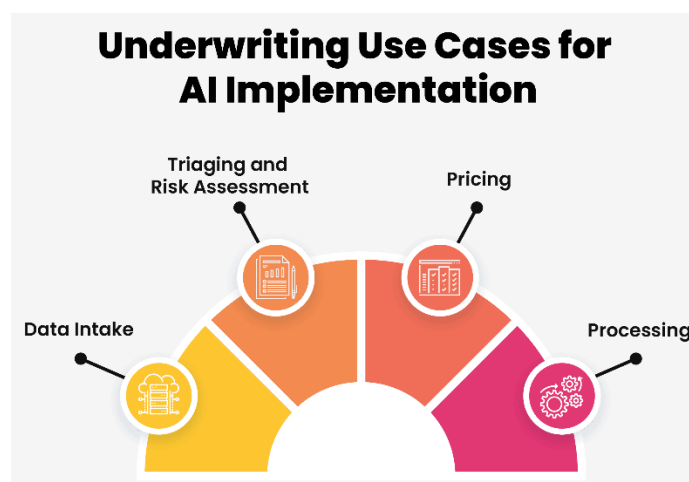 Underwriting Use Cases for
AI Implementation
Triaging and
Risk Assessment
Pricing
Data Intake
Processing